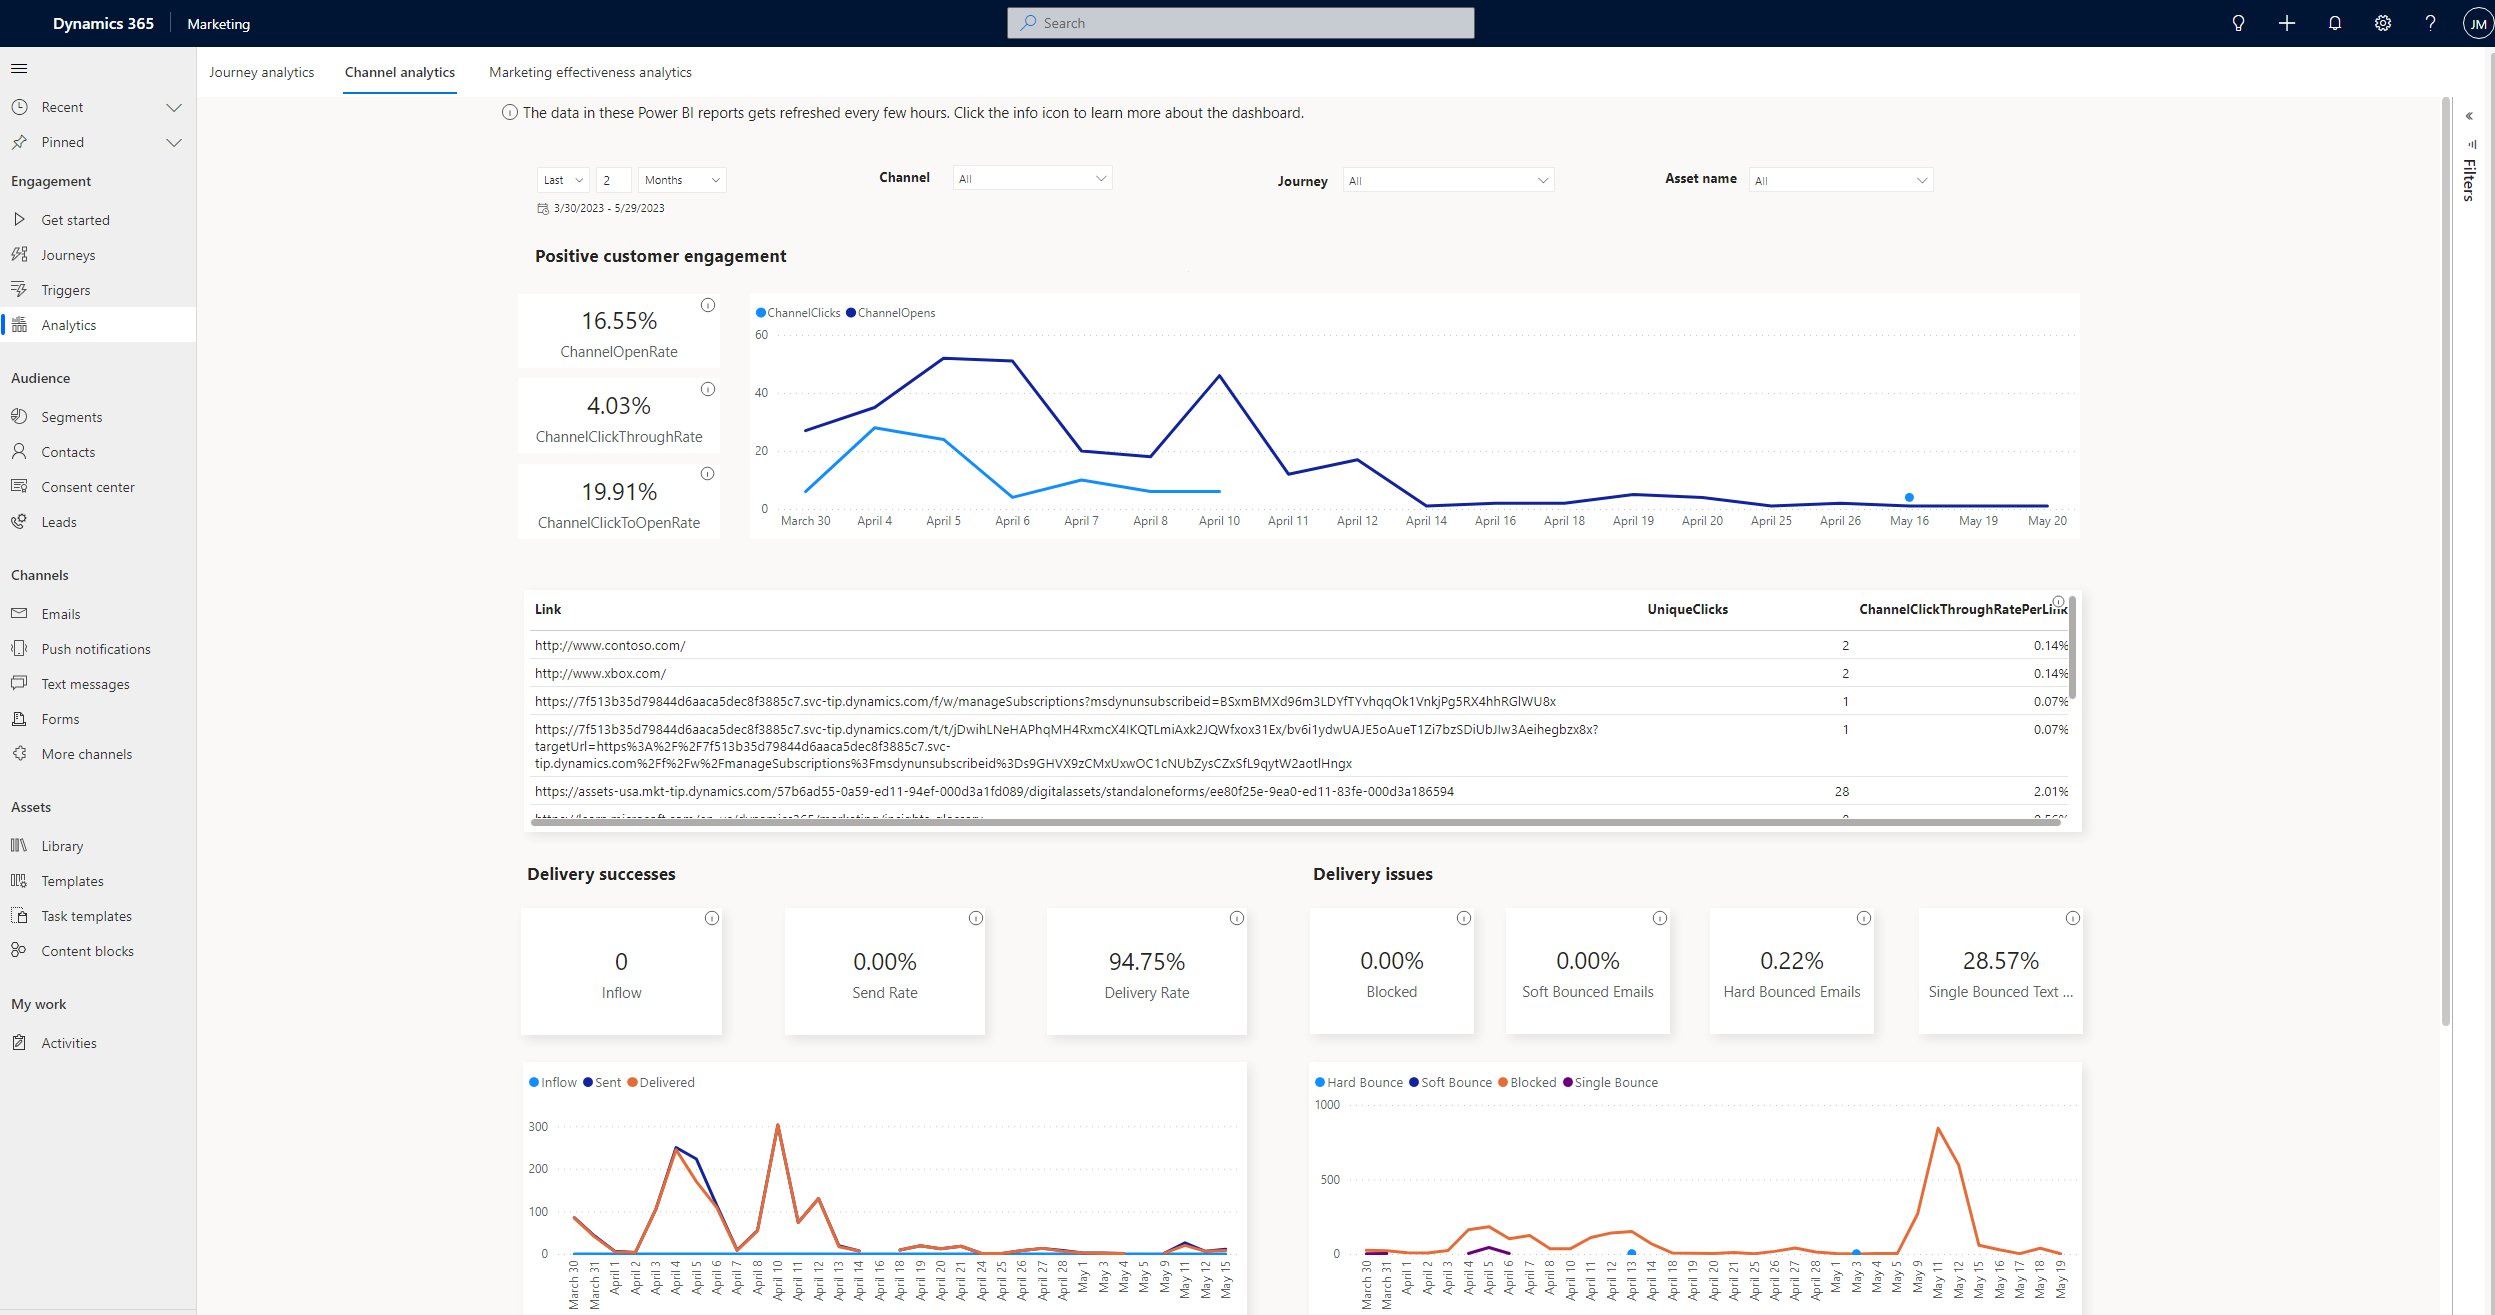 Dynamics 365
Marketing
Search
JM
Journey analytics
Channel analytics
Marketing effectiveness analytics
Recent
Pinned
Engagement
Get started
Journeys
Triggers
Analytics
Audience
Segments
Contacts
Consent center
Leads
Channels
Emails
Push notifications
Text messages
Forms
More channels
Assets
Library
Templates
Task templates
Content blocks
My work
Activities
The data in these Power BI reports gets refreshed every few hours. Click the info icon to learn more about the dashboard.
Last 2 Months
3/30/2023 - 5/29/2023
Channel All
Journey All
Asset name All
Filters
Positive customer engagement
16.55%
ChannelOpenRate
4.03%
ChannelClickThroughRate
19.91%
ChannelClickToOpenRate
ChannelClicks ChannelOpens
60
40
20
0
March 30 April 4 April 5 April 6 April 7 April 8 April 10 April 11 April 12 April 14 April 16 April 18 April 19 April 20 April 25 April 26 May 16 May 19 May 20
Link UniqueClicks ChannelClickThroughRatePerLink
http://www.contoso.com/ 2 0.14%
http://www.xbox.com/ 2 0.14%
https://7f513b35d79844d6aaca5dec8f3885c7.svc-tip.dynamics.com/f/w/manageSubscriptions?msdynunsubscribeid=BSxmBMXd96m3LDYfTYvhqqOk1VnkjPg5RX4hhRGlWU8x 1 0.07%
https://7f513b35d79844d6aaca5dec8f3885c7.svc-tip.dynamics.com/t/t/jDwihLNeHAPhqMH4RxmcX4IKQTLmiAxk2JQWfxox31Ex/bv6i1ydwUAJE5oAueT1Zi7bzSDiUbJIw3Aeihegbzx8x? 1 0.07%
targetUrl=https%3A%2F%2F7f513b35d79844d6aaca5dec8f3885c7.svc-
tip.dynamics.com%2Ff%2Fw%2FmanageSubscriptions%3Fmsdynunsubscribeid%3Ds9GHVX9zCMxUxwOC1cNUbZysCZxSfL9qytW2aotlHngx
https://assets-usa.mkt-tip.dynamics.com/57b6ad55-0a59-ed11-94ef-000d3a1fd089/digitalassets/standaloneforms/ee80f25e-9ea0-ed11-83fe-000d3a186594 28 2.01%
https://learn.microsoft.com/en-us/dynamics365/marketing/insights-glossary 8 0.56%
Delivery successes
0
Inflow
0.00%
Send Rate
94.75%
Delivery Rate
Inflow Sent Delivered
300
200
100
0
March 30 March 31 April 1 April 2 April 3 April 4 April 5 April 6 April 7 April 8 April 10 April 11 April 12 April 13 April 14 April 16 April 18 April 19 April 20 April 21 April 24 April 25 April 26 April 27 April 28 May 1 May 3 May 4 May 5 May 9 May 11 May 12 May 15
Delivery issues
0.00%
Blocked
0.00%
Soft Bounced Emails
0.22%
Hard Bounced Emails
28.57%
Single Bounced Text ...
Hard Bounce Soft Bounce Blocked Single Bounce
1000
500
0
March 30 March 31 April 1 April 2 April 3 April 4 April 5 April 6 April 7 April 8 April 10 April 11 April 12 April 13 April 14 April 18 April 19 April 20 April 21 April 25 April 26 April 27 April 28 May 1 May 3 May 4 May 5 May 9 May 11 May 12 May 15 May 16 May 17 May 18 May 19